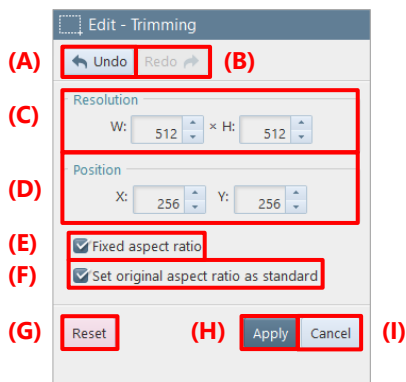 Edit - Trimming
(A) Undo Redo (B)
(C) Resolution
W: 512 × H: 512
(D) Position
X: 256 Y: 256
(E) Fixed aspect ratio
(F) Set original aspect ratio as standard
(G) Reset (H) Apply Cancel (I)